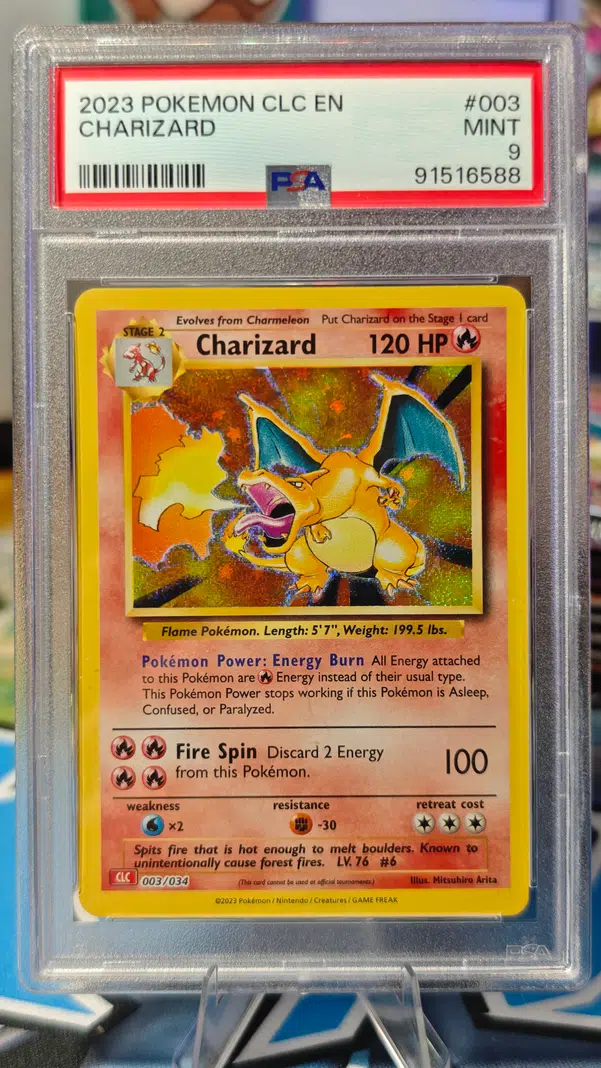 2023 POKEMON CLC EN #003
CHARIZARD MINT
9
PSA 91516588
Evolves from Charmeleon Put Charizard on the Stage 1 card
STAGE 2
Charizard 120 HP
Flame Pokémon. Length: 5'7", Weight: 199.5 lbs.
Pokémon Power: Energy Burn All Energy attached
to this Pokémon are Energy instead of their usual type.
This Pokémon Power stops working if this Pokémon is Asleep,
Confused, or Paralyzed.
Fire Spin Discard 2 Energy
from this Pokémon. 100
weakness resistance retreat cost
×2 -30
Spits fire that is hot enough to melt boulders. Known to
unintentionally cause forest fires. LV. 76 #6
CLC 003/034 (This card cannot be used at official tournaments.) Illus. Mitsuhiro Arita
©2023 Pokémon / Nintendo / Creatures / GAME FREAK
PSA